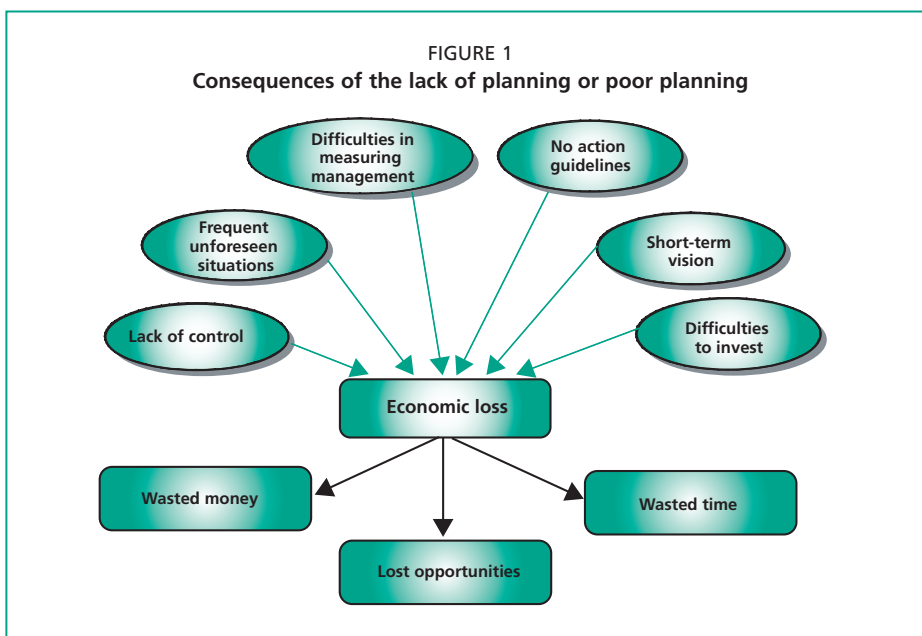 FIGURE 1
Consequences of the lack of planning or poor planning
Difficulties in
measuring
management
No action
guidelines
Frequent
unforeseen
situations
Short-term
vision
Lack of control
Difficulties
to invest
Economic loss
Wasted money
Wasted time
Lost opportunities